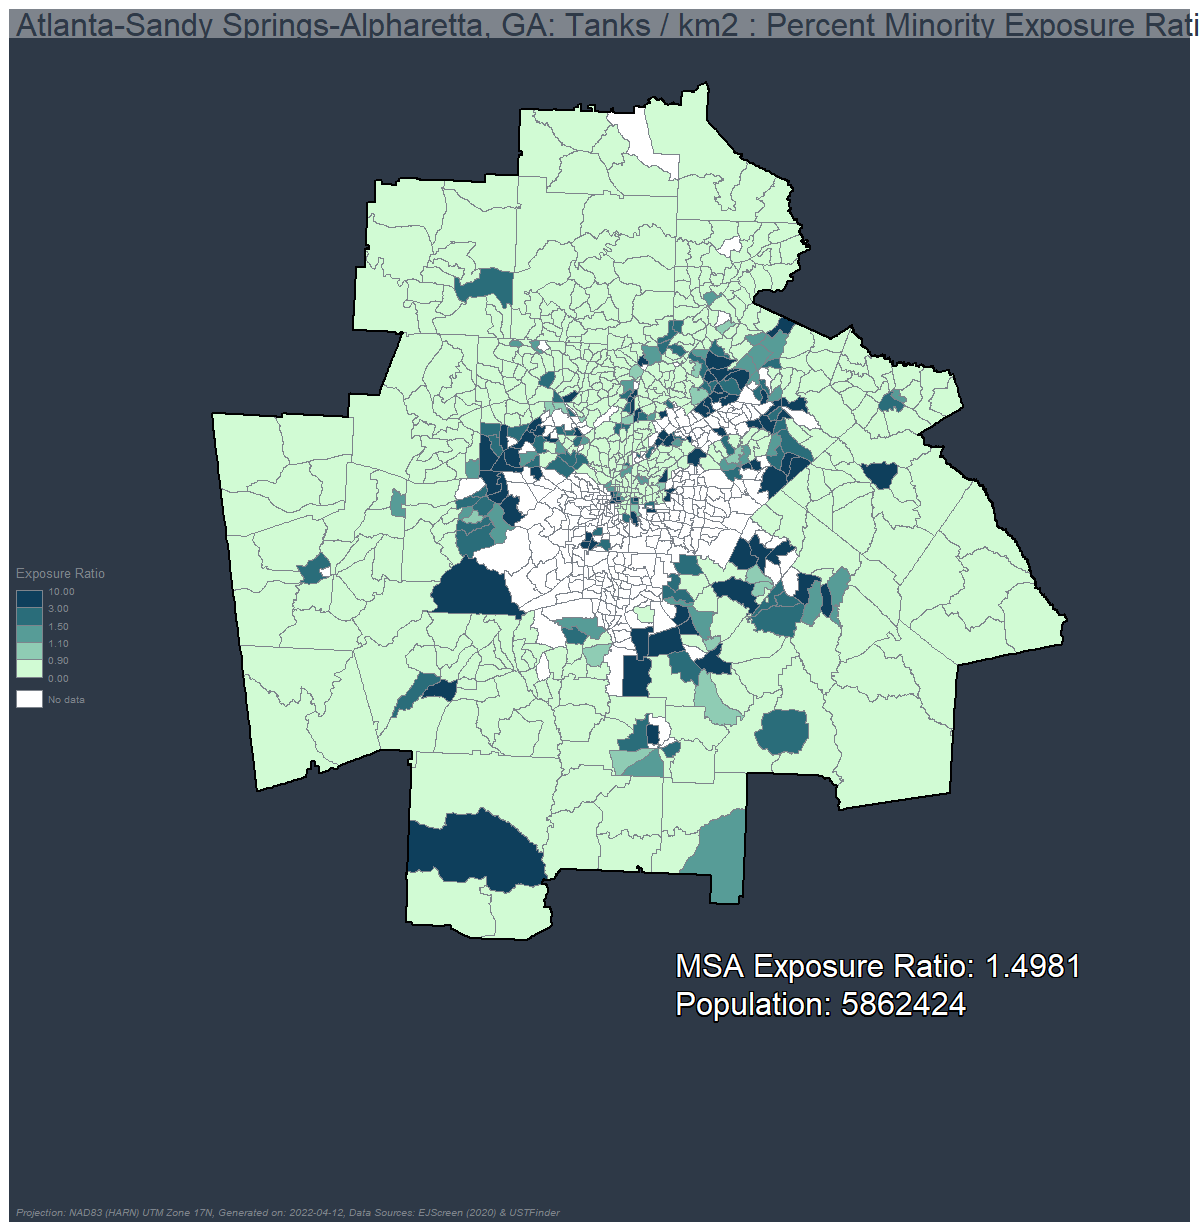 Atlanta-Sandy Springs-Alpharetta, GA: Tanks / km2 : Percent Minority Exposure Rati
Exposure Ratio
10.00
3.00
1.50
1.10
0.90
0.00
No data
MSA Exposure Ratio: 1.4981
Population: 5862424
Projection: NAD83 (HARN) UTM Zone 17N, Generated on: 2022-04-12, Data Sources: EJScreen (2020) & USTFinder